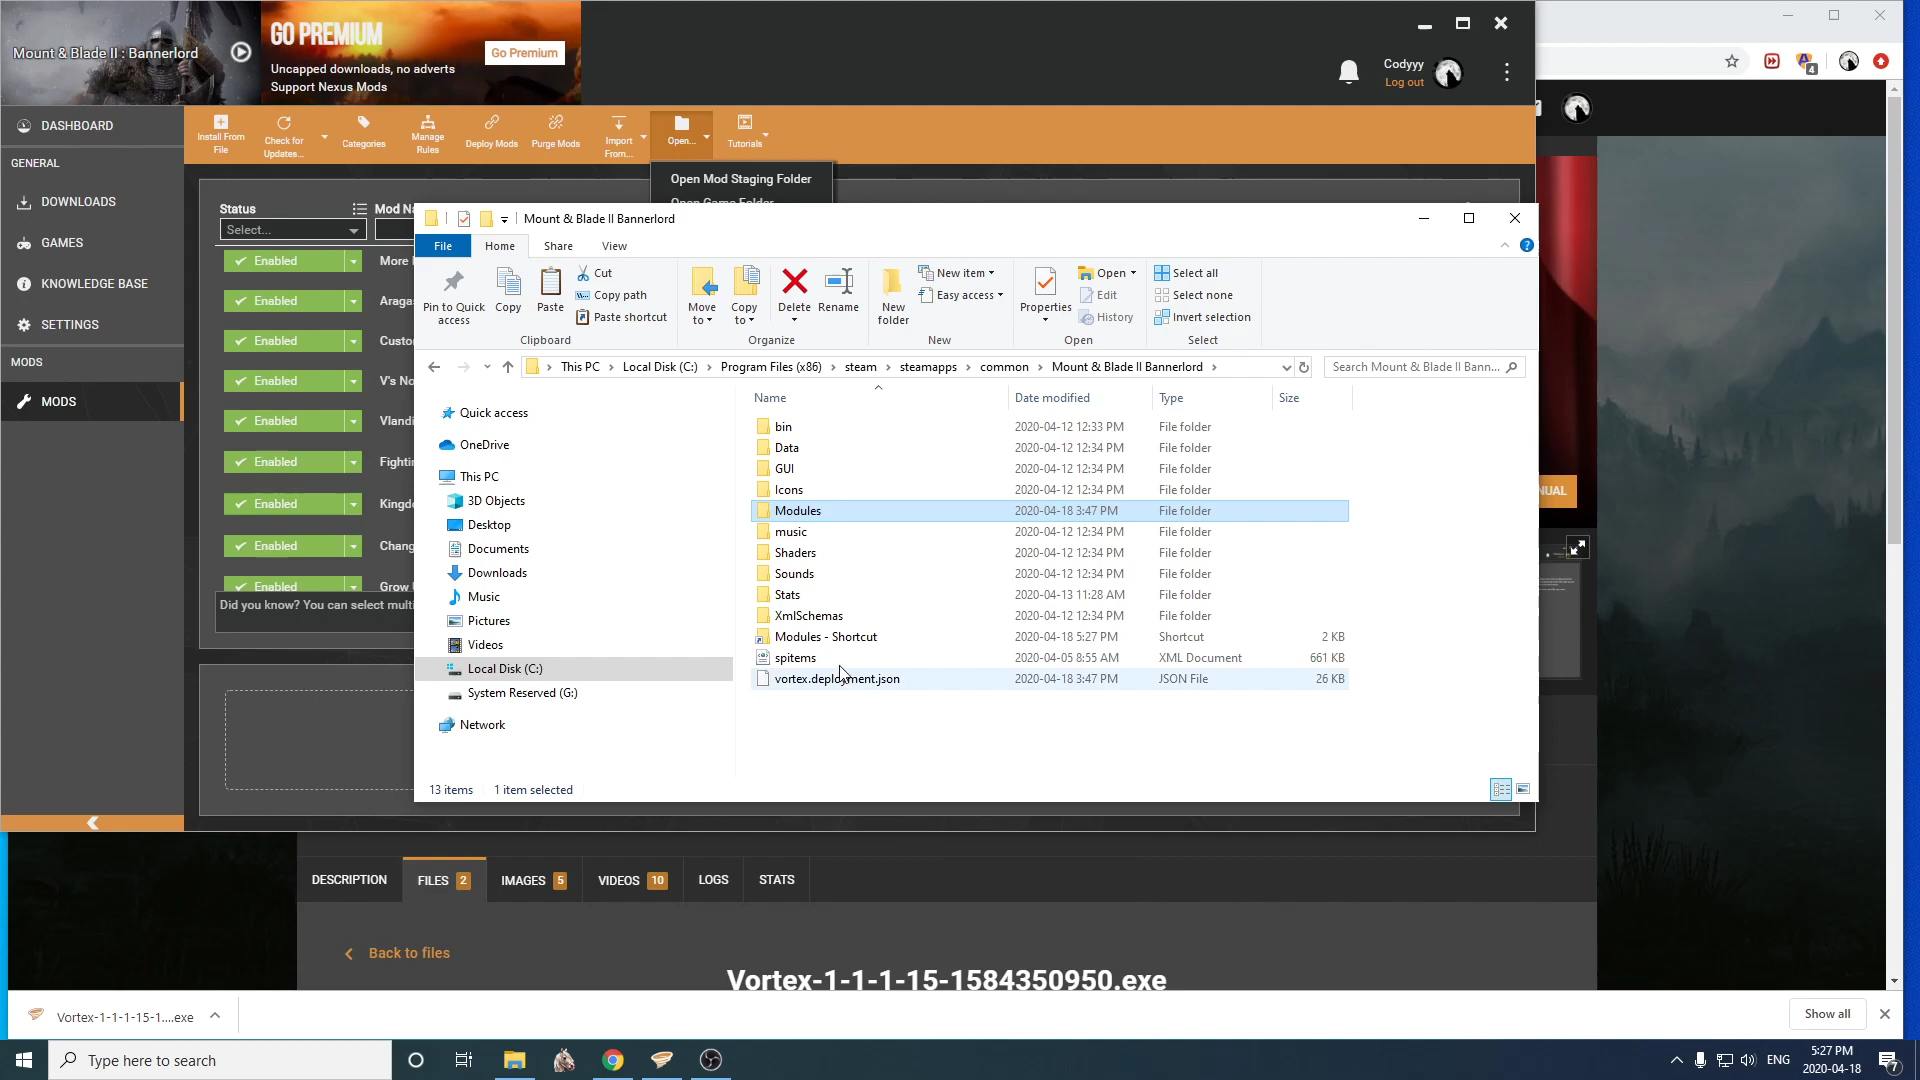 Mount & Blade II : Bannerlord
GO PREMIUM
Uncapped downloads, no adverts
Support Nexus Mods
Go Premium
Codyyy
Log out
4
DASHBOARD
GENERAL
DOWNLOADS
GAMES
KNOWLEDGE BASE
SETTINGS
MODS
MODS
Install From File
Check for Updates...
Categories
Manage Rules
Deploy Mods
Purge Mods
Import From...
Open...
Tutorials
Open Mod Staging Folder
Open Game Folder
Status
Mod Na
Select...
Enabled
More
Enabled
Aragas
Enabled
Custo
Enabled
V's No
Enabled
Vlandi
Enabled
Fightin
Enabled
Kingdo
Enabled
Chang
Enabled
Grow
Did you know? You can select multi
Mount & Blade II Bannerlord
File
Home
Share
View
Pin to Quick access
Copy
Paste
Cut
Copy path
Paste shortcut
Clipboard
Move to
Copy to
Delete
Rename
Organize
New folder
New item
Easy access
New
Properties
Open
Edit
History
Open
Select all
Select none
Invert selection
Select
This PC
Local Disk (C:)
Program Files (x86)
steam
steamapps
common
Mount & Blade II Bannerlord
Search Mount & Blade II Bann...
Quick access
OneDrive
This PC
3D Objects
Desktop
Documents
Downloads
Music
Pictures
Videos
Local Disk (C:)
System Reserved (G:)
Network
Name Date modified Type Size
bin 2020-04-12 12:33 PM File folder
Data 2020-04-12 12:34 PM File folder
GUI 2020-04-12 12:34 PM File folder
Icons 2020-04-12 12:34 PM File folder
Modules 2020-04-18 3:47 PM File folder
music 2020-04-12 12:34 PM File folder
Shaders 2020-04-12 12:34 PM File folder
Sounds 2020-04-12 12:34 PM File folder
Stats 2020-04-13 11:28 AM File folder
XmlSchemas 2020-04-12 12:34 PM File folder
Modules - Shortcut 2020-04-18 5:27 PM Shortcut 2 KB
spitems 2020-04-05 8:55 AM XML Document 661 KB
vortex.deployment.json 2020-04-18 3:47 PM JSON File 26 KB
13 items 1 item selected
NUAL
DESCRIPTION
FILES 2
IMAGES 5
VIDEOS 10
LOGS
STATS
Back to files
Vortex-1-1-1-15-1584350950.exe
Vortex-1-1-1-15-1....exe
Show all
Type here to search
ENG
5:27 PM
2020-04-18
7